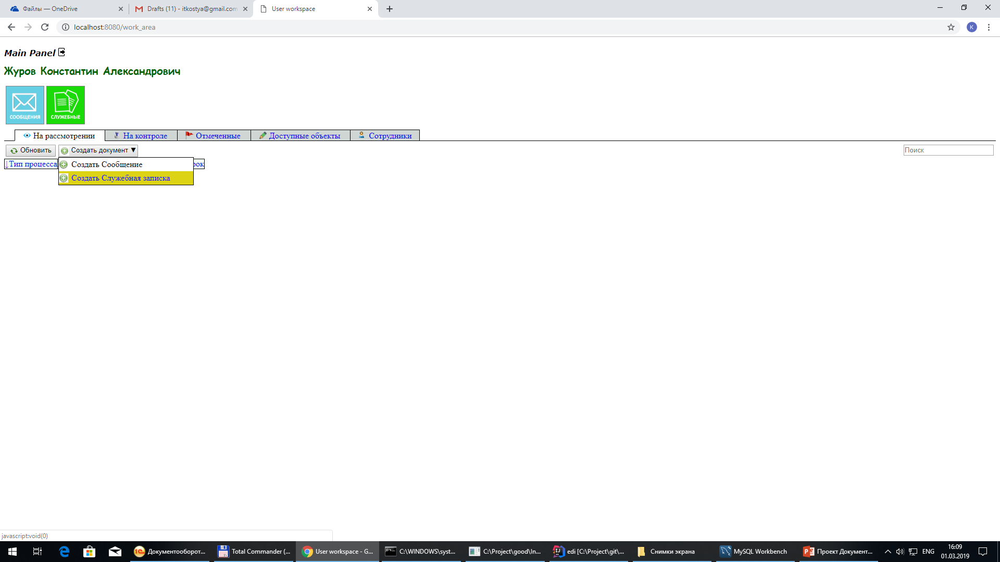 Файлы — OneDrive
Drafts (11) - itkostya@gmail.com
User workspace
localhost:8080/work_area
K
Main Panel
Журов Константин Александрович
СООБЩЕНИЯ
СЛУЖЕБНЫЕ
На рассмотрении
На контроле
Отмеченные
Доступные объекты
Сотрудники
Обновить
Создать документ ▼
Поиск
↓Тип процесса
рок
Создать Сообщение
Создать Служебная записка
javascript:void(0)
1С
Документооборот...
Total Commander (...
User workspace - G...
C:\WINDOWS\syst...
C:\Project\good\In...
edi [C:\Project\git\...
Снимки экрана
MySQL Workbench
Проект Документ...
ENG
16:09
01.03.2019